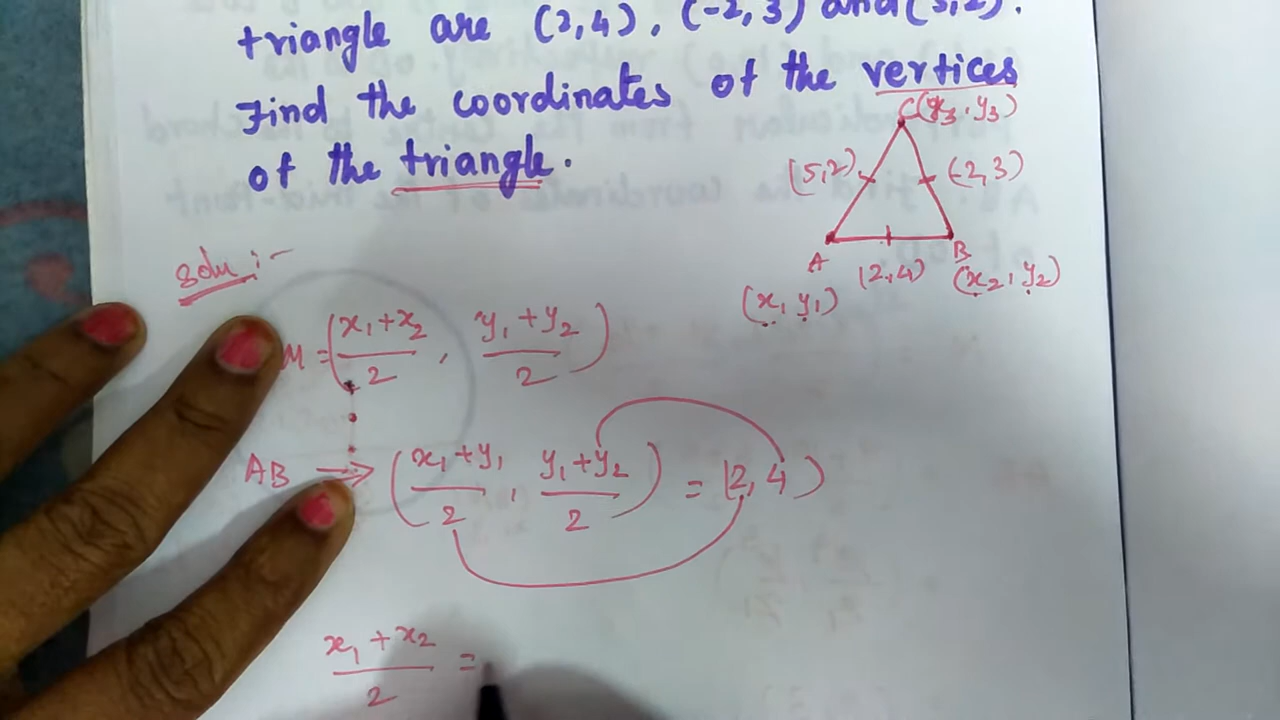 triangle are (2,4), (-2,3) and (5,2).
Find the coordinates of the vertices
of the triangle.
C(x3, y3)
(5,2)
(-2,3)
A
(2,4)
B
(x1 y1)
(x2, y2)
Solu :-
M = (x1+x2/2, y1+y2/2)
AB ⇒ (x1+y1/2, y1+y2/2) = (2,4)
x1+x2/2 =